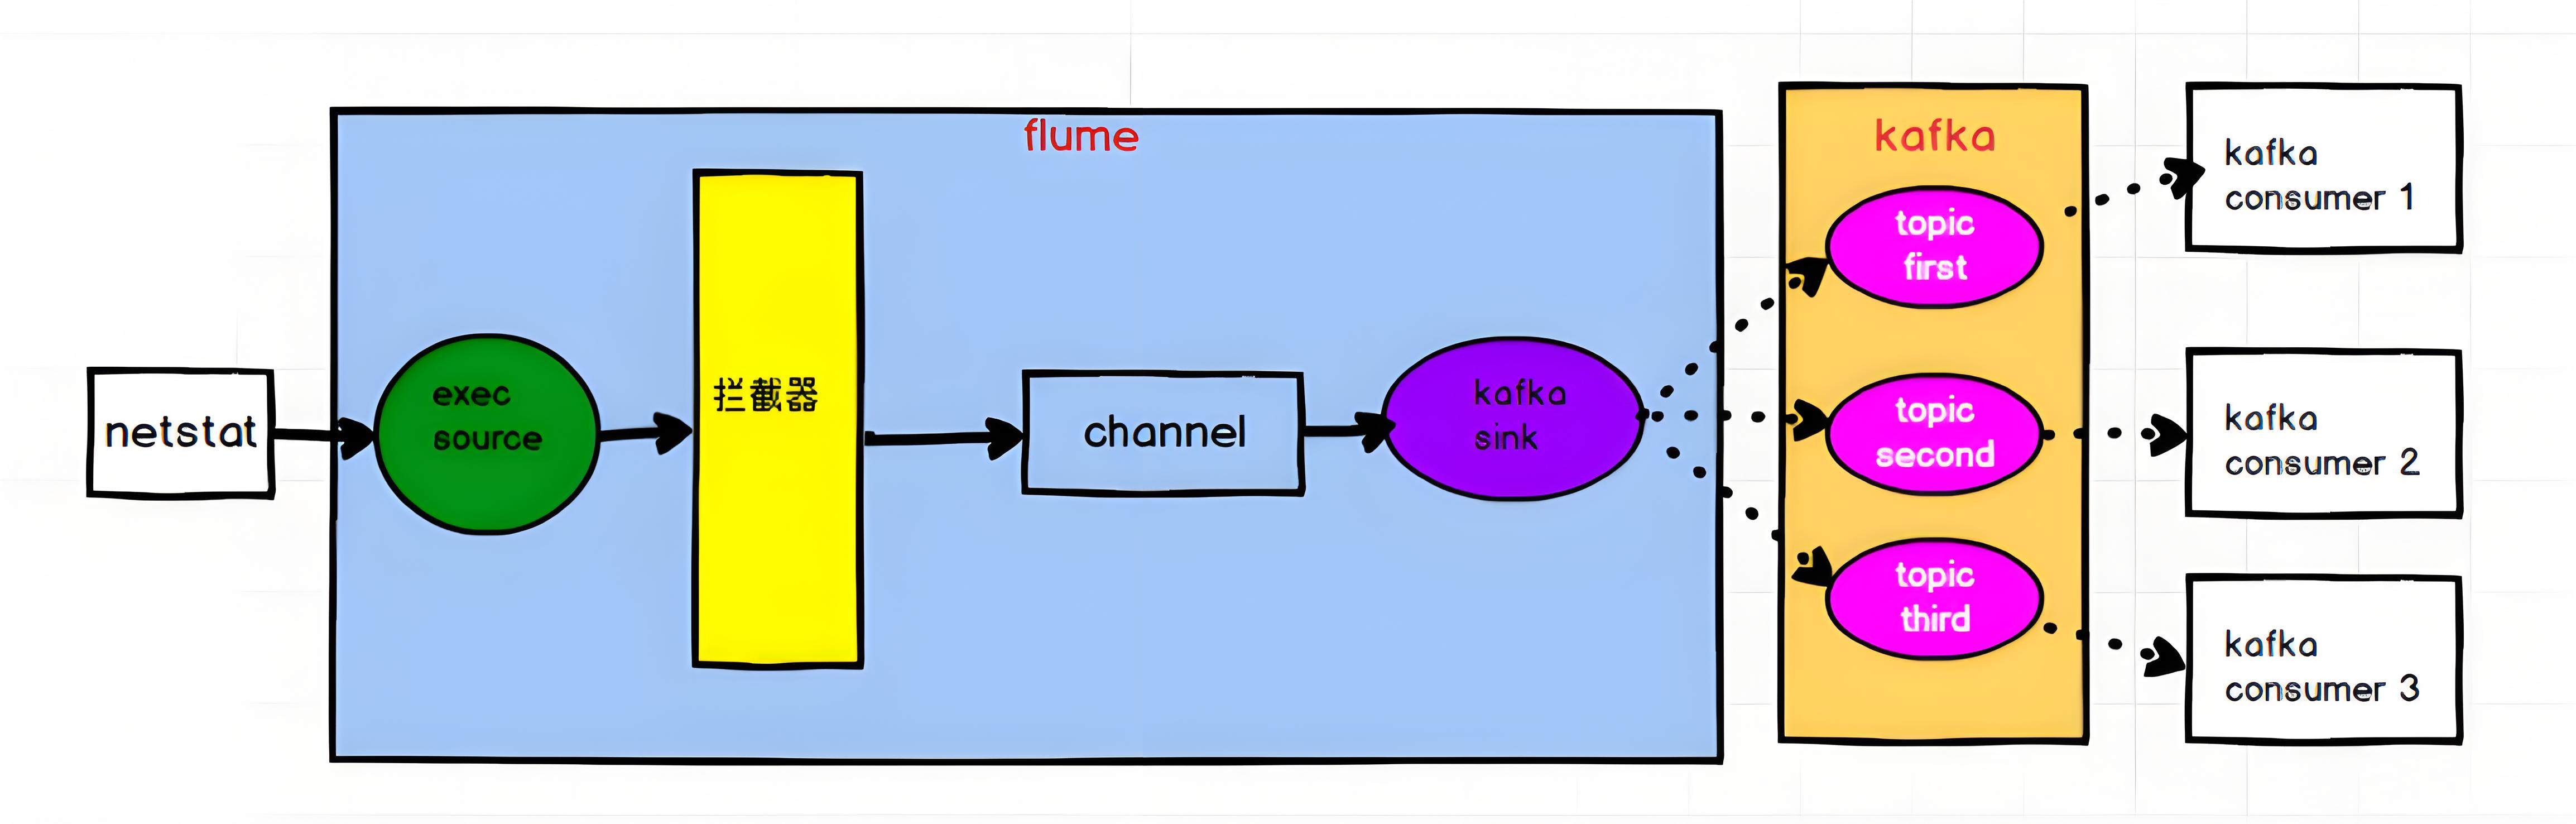 flume
netstat
exec
source
拦截器
channel
kafka
sink
kafka
topic
first
topic
second
topic
third
kafka
consumer 1
kafka
consumer 2
kafka
consumer 3